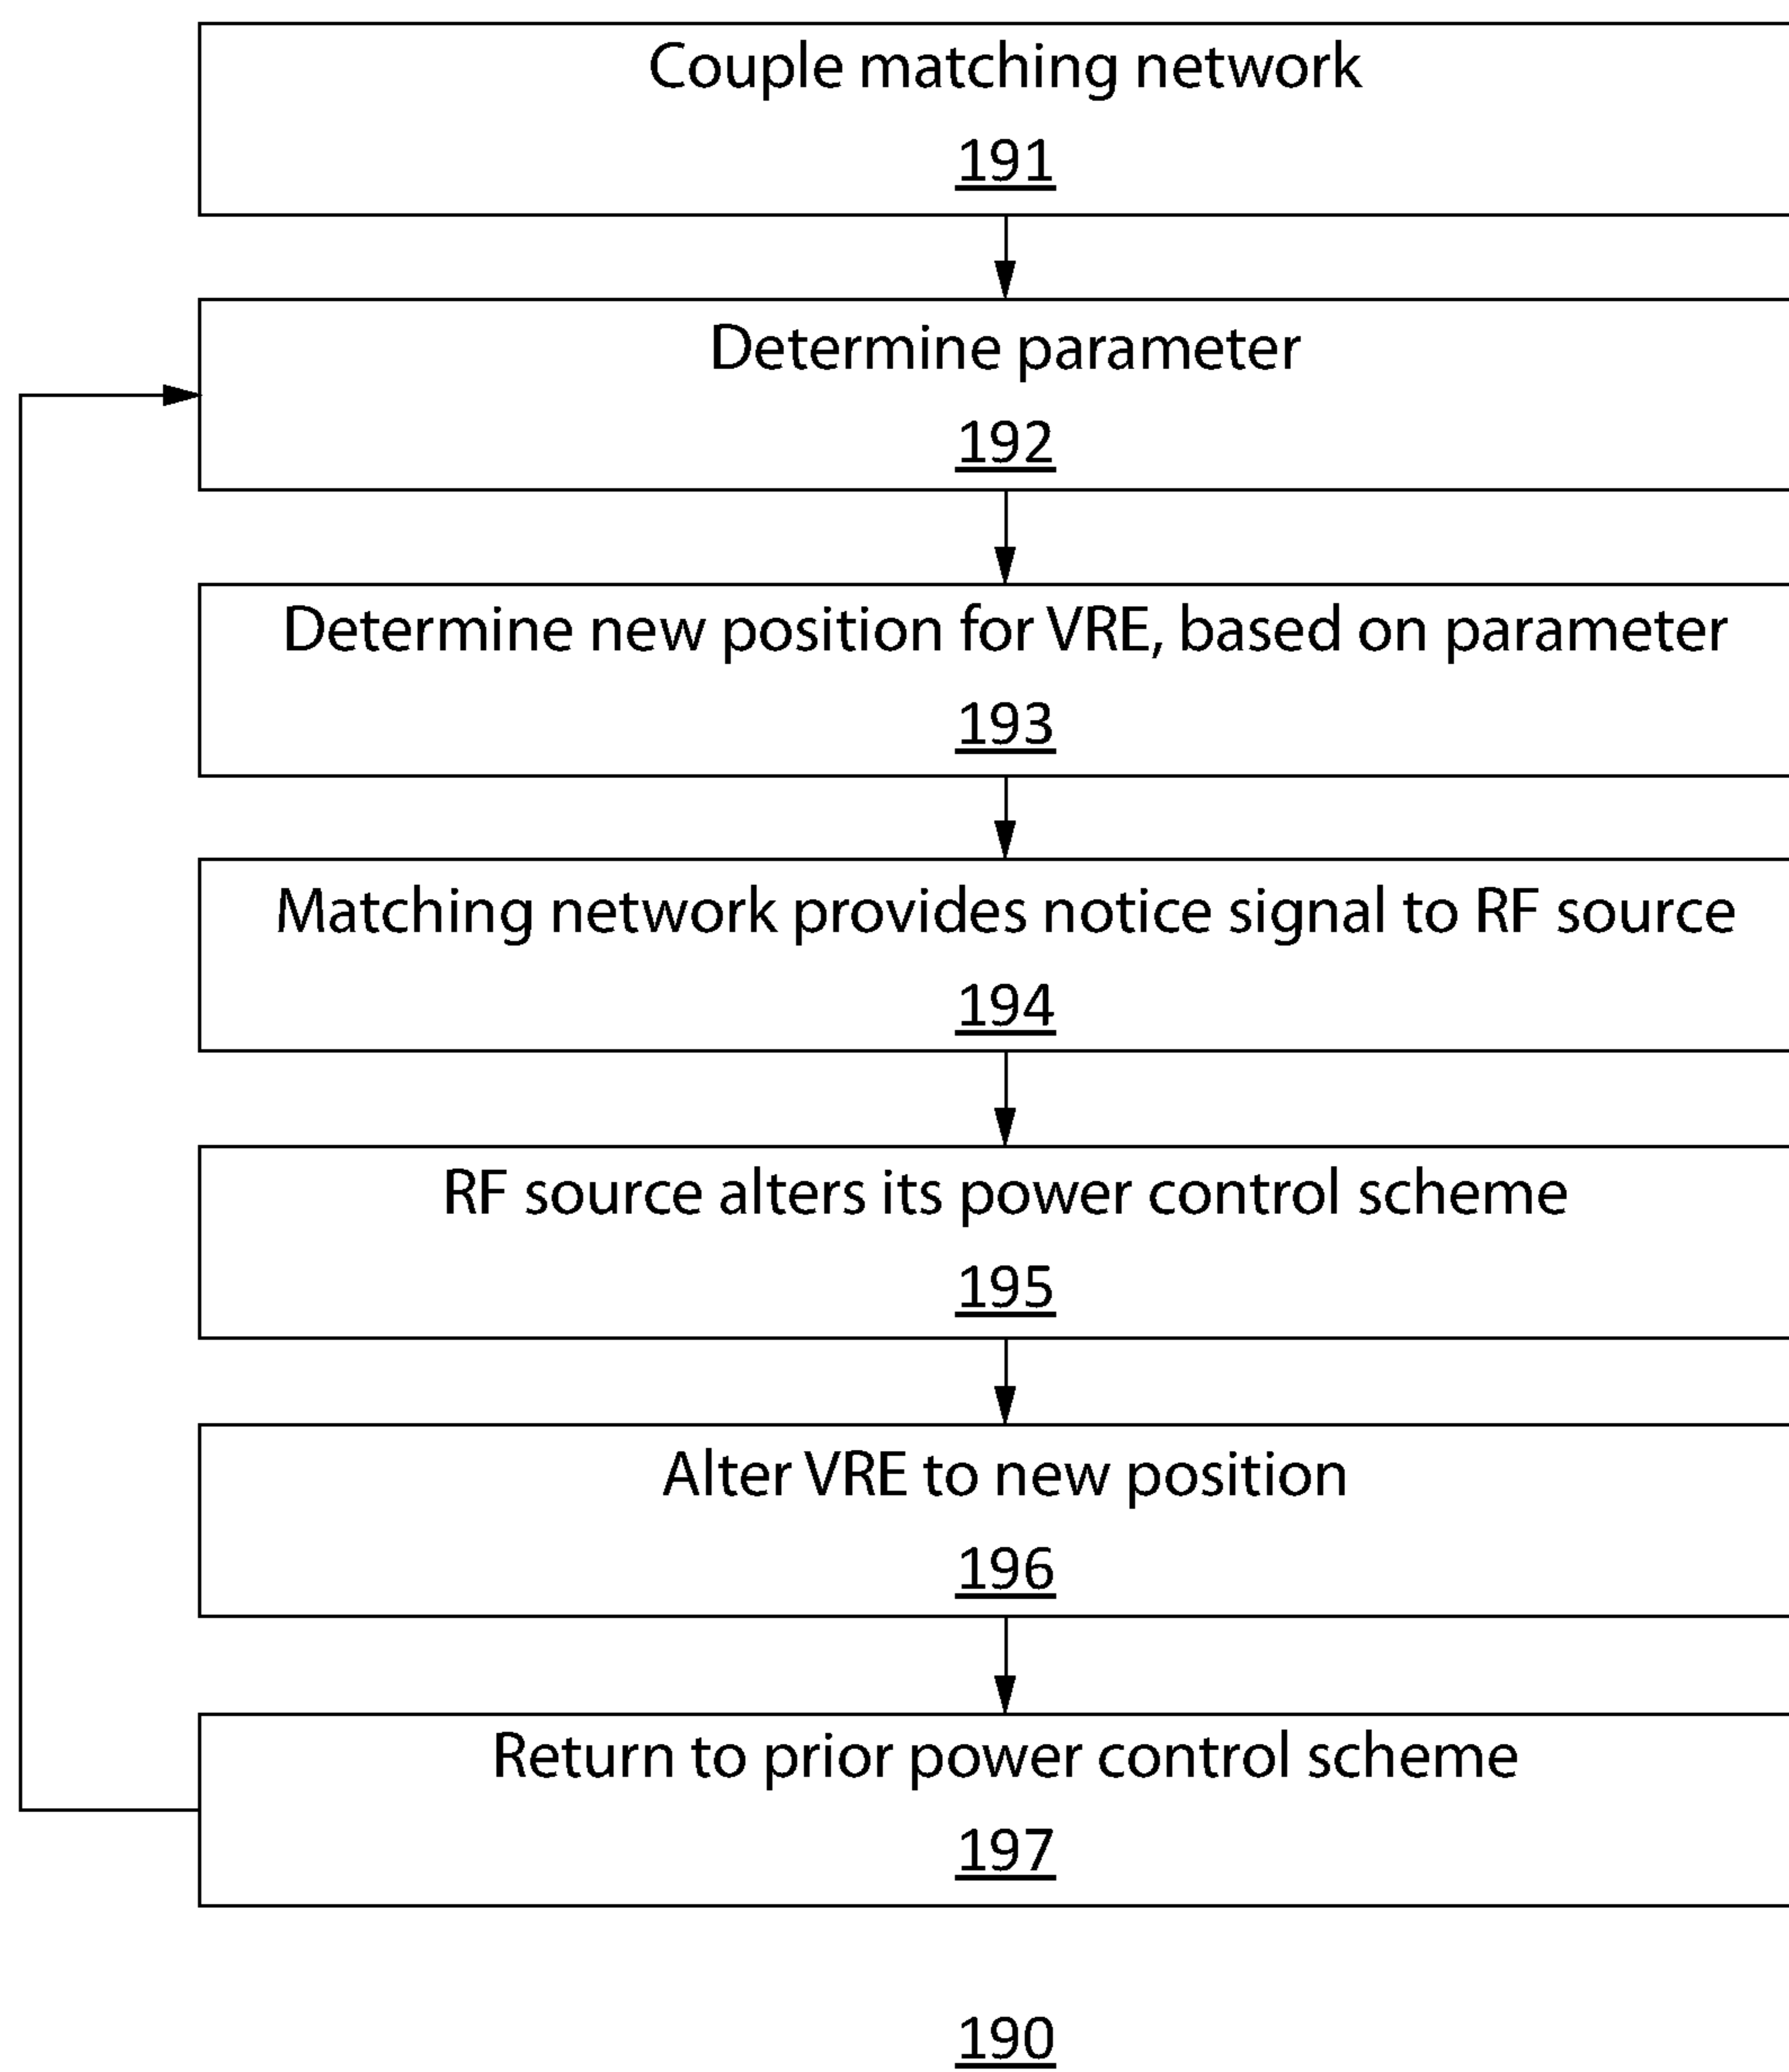 Couple matching network
191
Determine parameter
192
Determine new position for VRE, based on parameter
193
Matching network provides notice signal to RF source
194
RF source alters its power control scheme
195
Alter VRE to new position
196
Return to prior power control scheme
197
190